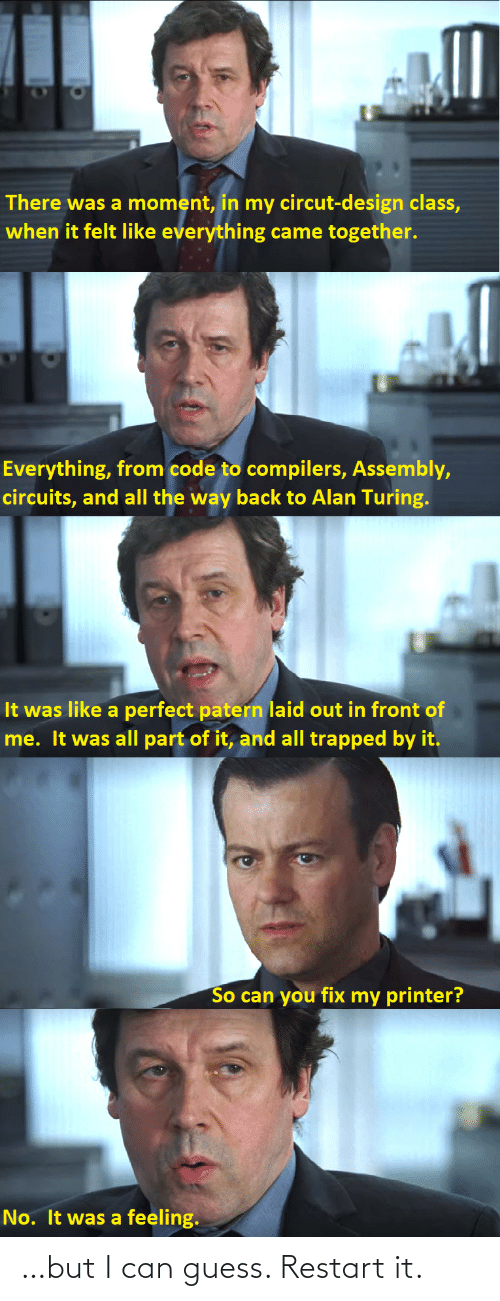 There was a moment, in my circut-design class,
when it felt like everything came together.
Everything, from code to compilers, Assembly,
circuits, and all the way back to Alan Turing.
It was like a perfect patern laid out in front of
me. It was all part of it, and all trapped by it.
So can you fix my printer?
No. It was a feeling.
…but I can guess. Restart it.